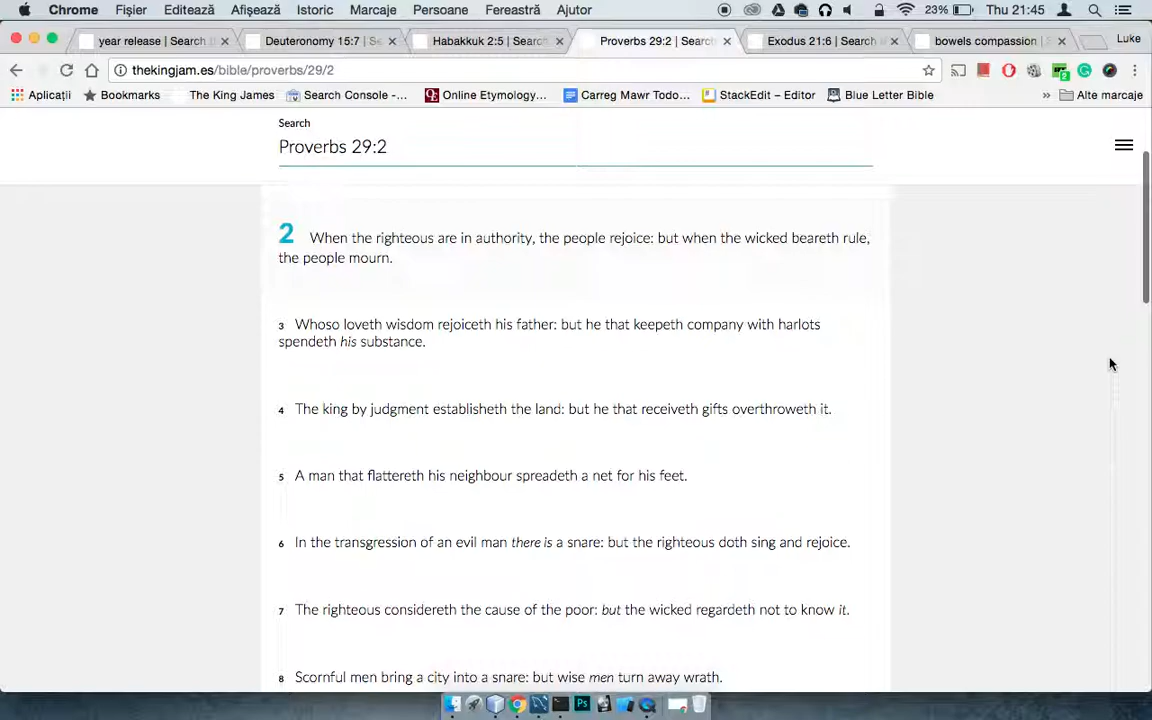 Chrome Fișier Editează Afișează Istoric Marcaje Persoane Fereastră Ajutor 23% Thu 21:45
year release | Search Deuteronomy 15:7 | Se Habakkuk 2:5 | Search Proverbs 29:2 | Search Exodus 21:6 | Search bowels compassion | Luke
thekingjam.es/bible/proverbs/29/2
Aplicații Bookmarks The King James Search Console -... Online Etymology... Carreg Mawr Todo... StackEdit – Editor Blue Letter Bible » Alte marcaje
Search
Proverbs 29:2
2 When the righteous are in authority, the people rejoice: but when the wicked beareth rule,
the people mourn.
3 Whoso loveth wisdom rejoiceth his father: but he that keepeth company with harlots
spendeth his substance.
4 The king by judgment establisheth the land: but he that receiveth gifts overthroweth it.
5 A man that flattereth his neighbour spreadeth a net for his feet.
6 In the transgression of an evil man there is a snare: but the righteous doth sing and rejoice.
7 The righteous considereth the cause of the poor: but the wicked regardeth not to know it.
8 Scornful men bring a city into a snare: but wise men turn away wrath.
Ps